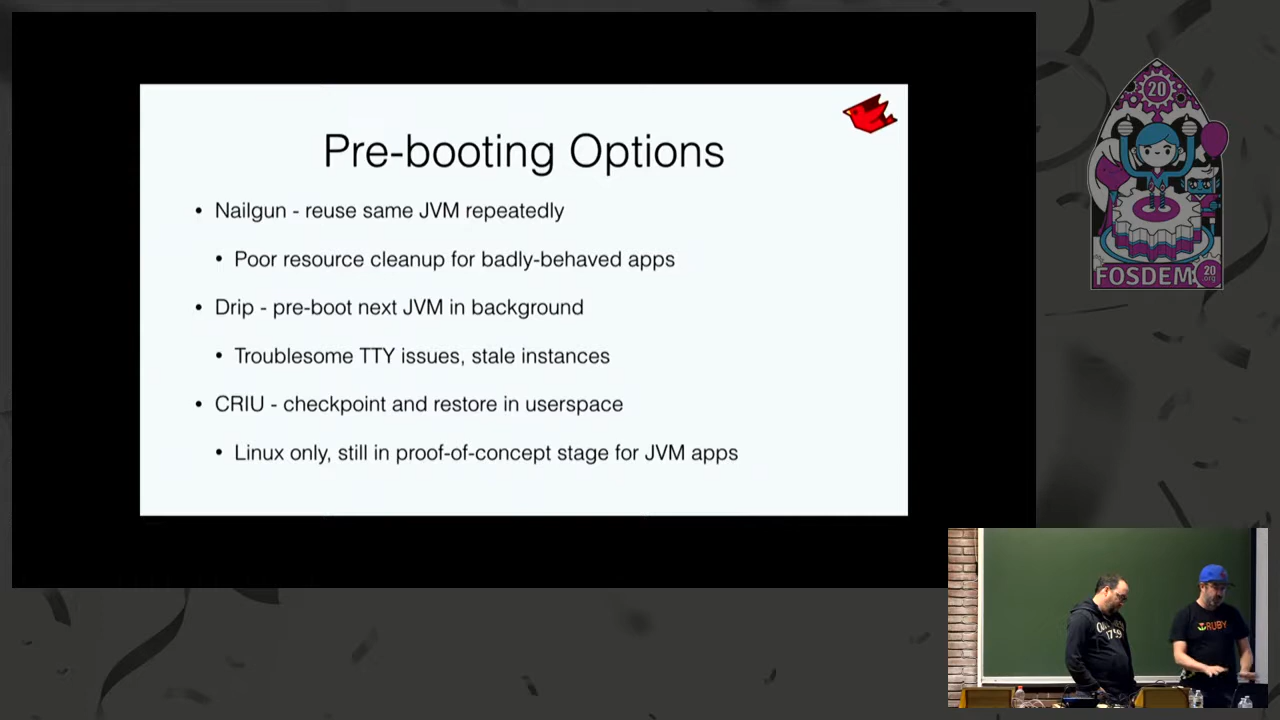 Pre-booting Options
• Nailgun - reuse same JVM repeatedly
• Poor resource cleanup for badly-behaved apps
• Drip - pre-boot next JVM in background
• Troublesome TTY issues, stale instances
• CRIU - checkpoint and restore in userspace
• Linux only, still in proof-of-concept stage for JVM apps
20
FOSDEM
20
.org
RUBY